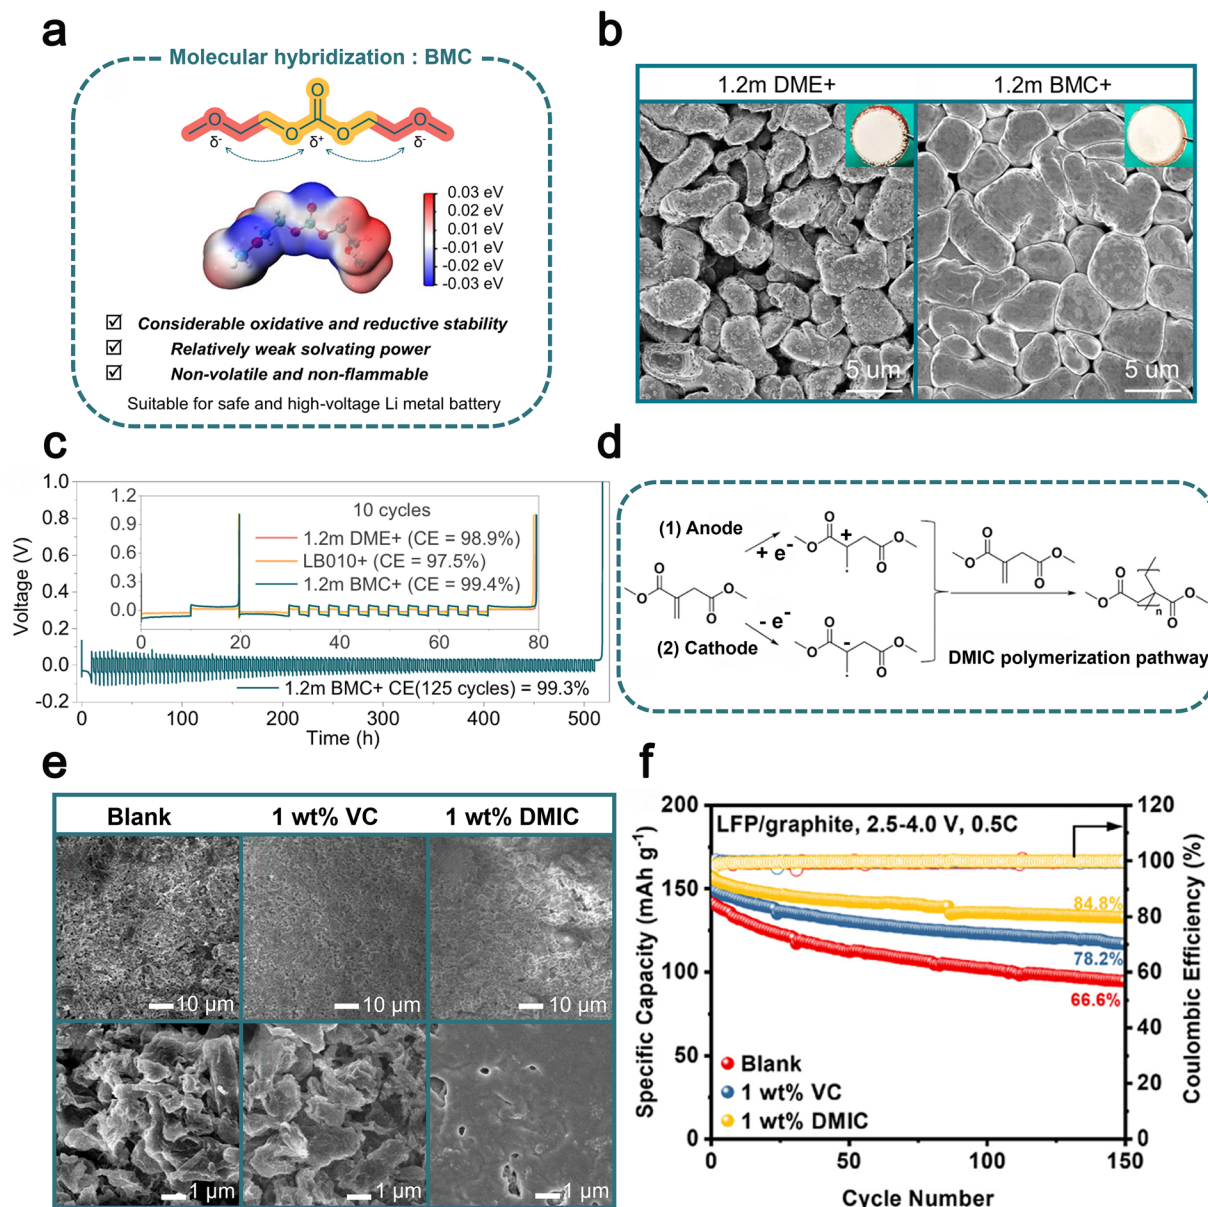 a
Molecular hybridization : BMC
O
O
O
O
O
δ-
δ+
δ-
0.03 eV
0.02 eV
0.01 eV
-0.01 eV
-0.02 eV
-0.03 eV
Considerable oxidative and reductive stability
Relatively weak solvating power
Non-volatile and non-flammable
Suitable for safe and high-voltage Li metal battery
b
1.2m DME+
1.2m BMC+
5 um
5 um
c
Voltage (V)
1.0
0.8
0.6
0.4
0.2
0.0
-0.2
1.2
0.9
0.6
0.3
0.0
10 cycles
1.2m DME+ (CE = 98.9%)
LB010+ (CE = 97.5%)
1.2m BMC+ (CE = 99.4%)
0 20 40 60 80
1.2m BMC+ CE(125 cycles) = 99.3%
0 100 200 300 400 500
Time (h)
d
(1) Anode
+ e-
- e-
(2) Cathode
O
O
O
O
O
O
+
O
O
O
O
-
O
O
O
O
O
O
O
O
O
O
n
DMIC polymerization pathway
e
Blank
1 wt% VC
1 wt% DMIC
10 μm
10 μm
10 μm
1 μm
1 μm
1 μm
f
Specific Capacity (mAh g-1)
200
150
100
50
0
LFP/graphite, 2.5-4.0 V, 0.5C
84.8%
78.2%
66.6%
Blank
1 wt% VC
1 wt% DMIC
0 50 100 150
Cycle Number
120
100
80
60
40
20
0
Coulombic Efficiency (%)